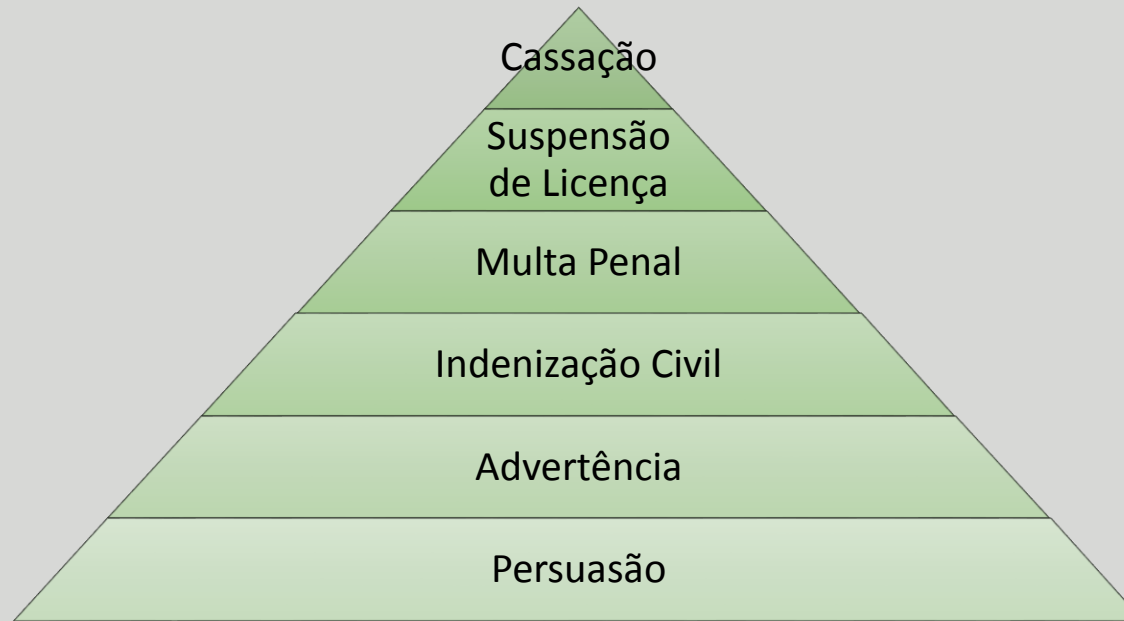 Cassação
Suspensão
de Licença
Multa Penal
Indenização Civil
Advertência
Persuasão